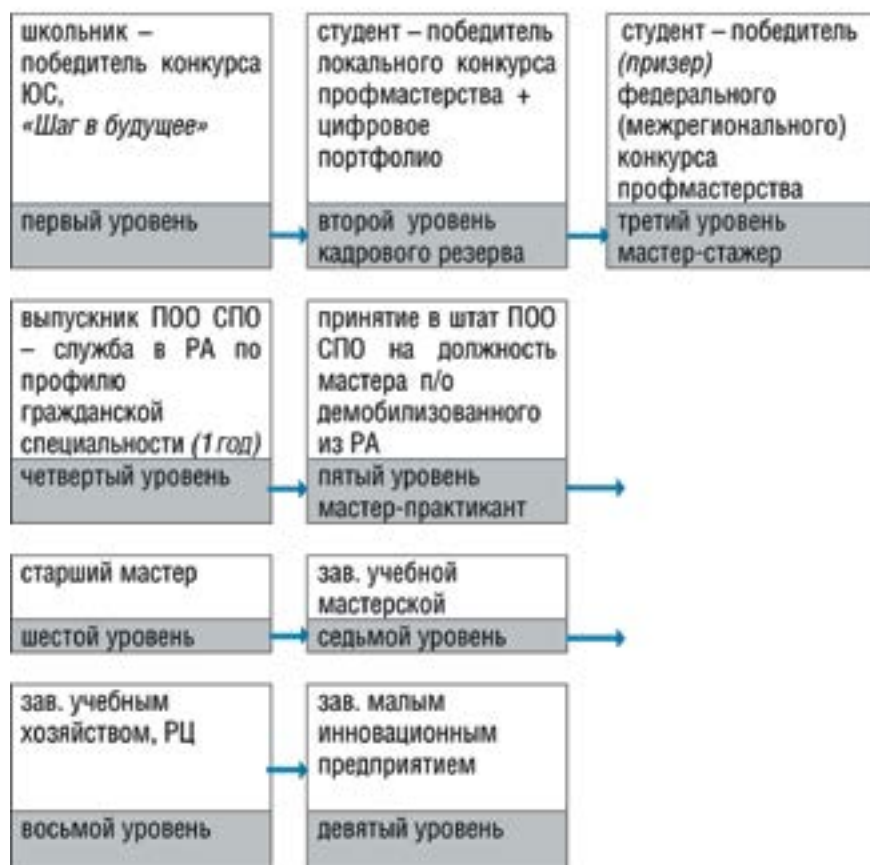 школьник –
победитель конкурса
ЮС,
«Шаг в будущее»
первый уровень
студент – победитель
локального конкурса
профмастерства +
цифровое
портфолио
второй уровень
кадрового резерва
студент – победитель
(призер)
федерального
(межрегионального)
конкурса
профмастерства
третий уровень
мастер-стажер
выпускник ПОО СПО
– служба в РА по
профилю
гражданской
специальности (1 год)
четвертый уровень
принятие в штат ПОО
СПО на должность
мастера п/о
демобилизованного
из РА
пятый уровень
мастер-практикант
старший мастер
шестой уровень
зав. учебной
мастерской
седьмой уровень
зав. учебным
хозяйством, РЦ
восьмой уровень
зав. малым
инновационным
предприятием
девятый уровень